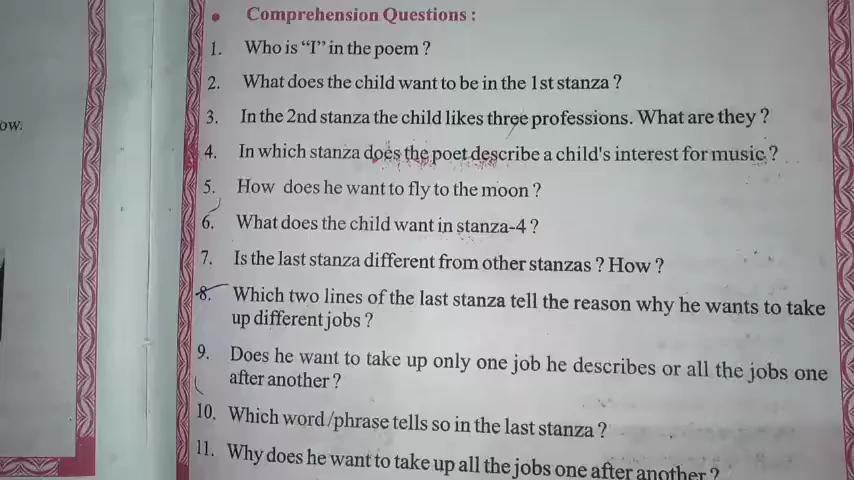 ow.
• Comprehension Questions :
1. Who is “I” in the poem ?
2. What does the child want to be in the 1st stanza ?
3. In the 2nd stanza the child likes three professions. What are they ?
4. In which stanza does the poet describe a child's interest for music ?
5. How does he want to fly to the moon ?
6. What does the child want in stanza-4 ?
7. Is the last stanza different from other stanzas ? How ?
8. Which two lines of the last stanza tell the reason why he wants to take
up different jobs ?
9. Does he want to take up only one job he describes or all the jobs one
after another ?
10. Which word/phrase tells so in the last stanza ?
11. Why does he want to take up all the jobs one after another ?